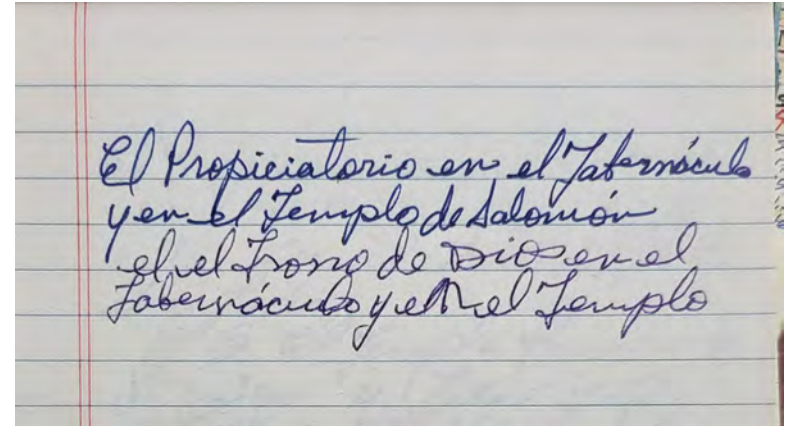 El Propiciatorio en el Tabernáculo
y en el Templo de Salomón
el el Trono de Dios en el
Tabernáculo y en el Templo